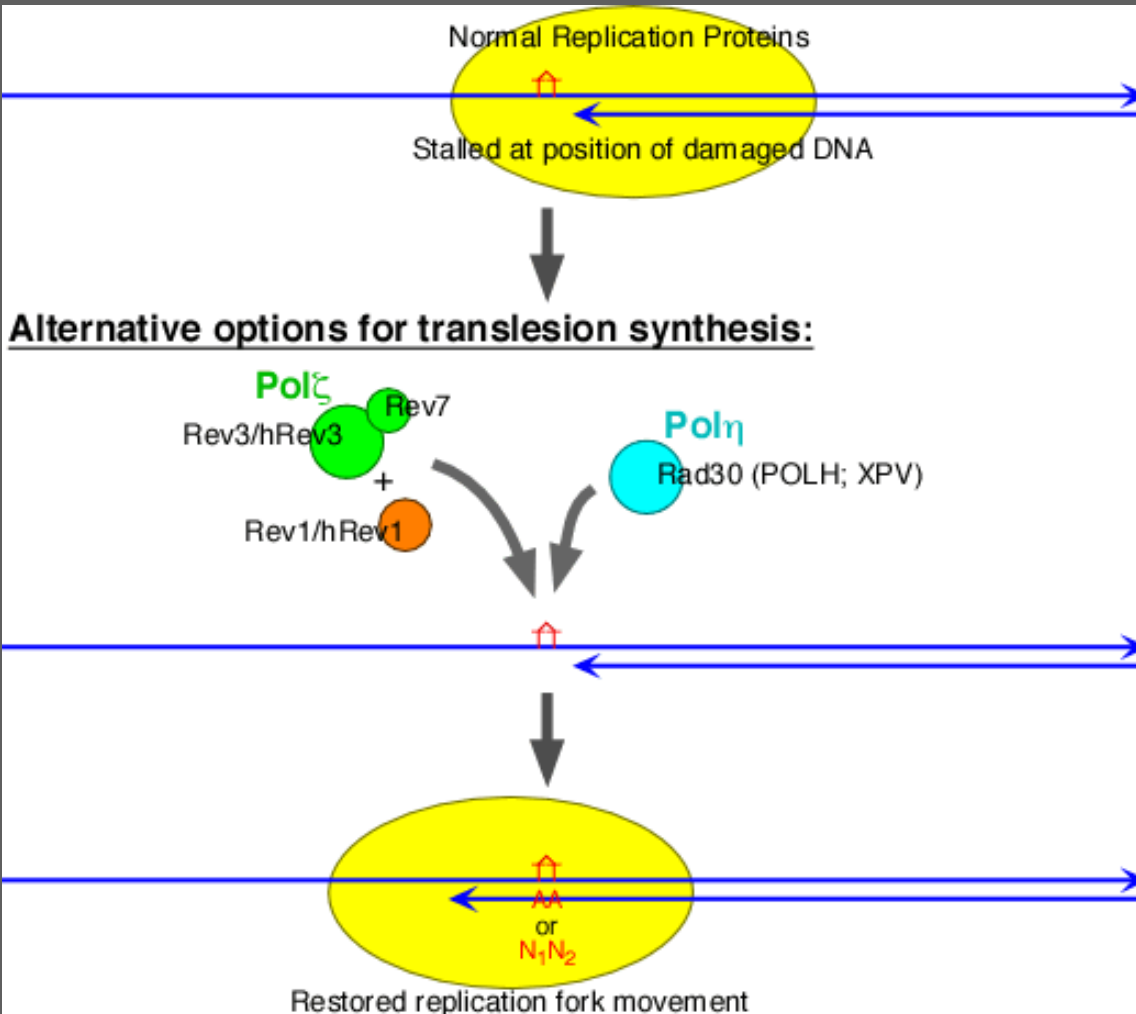 Normal Replication Proteins
Stalled at position of damaged DNA
Alternative options for translesion synthesis:
Polζ
Rev7
Rev3/hRev3
+
Rev1/hRev1
Polη
Rad30 (POLH; XPV)
AA
or
N₁N₂
Restored replication fork movement